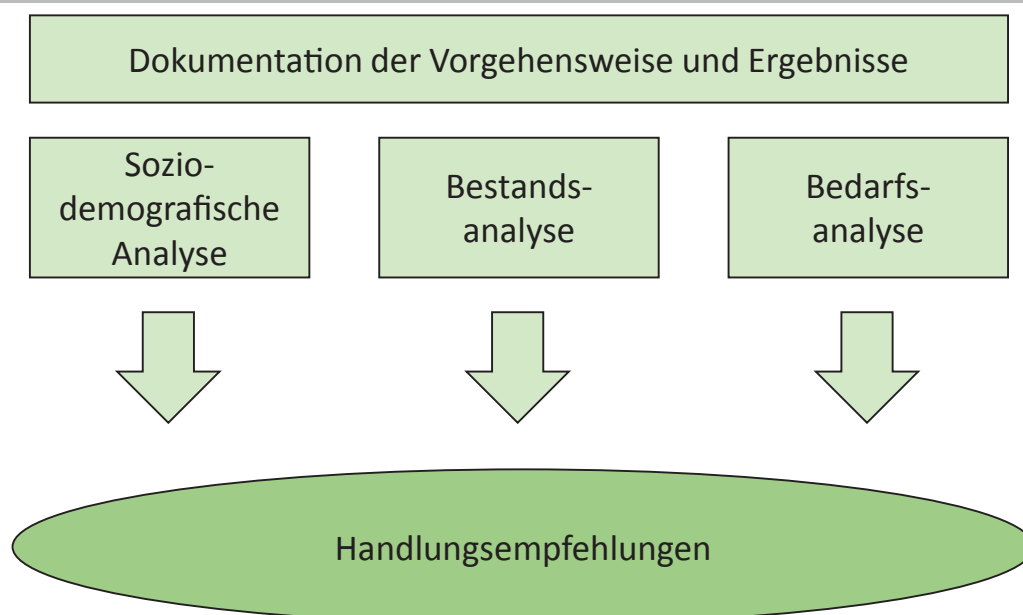 Dokumentation der Vorgehensweise und Ergebnisse
Sozio-
demografische
Analyse
Bestands-
analyse
Bedarfs-
analyse
Handlungsempfehlungen